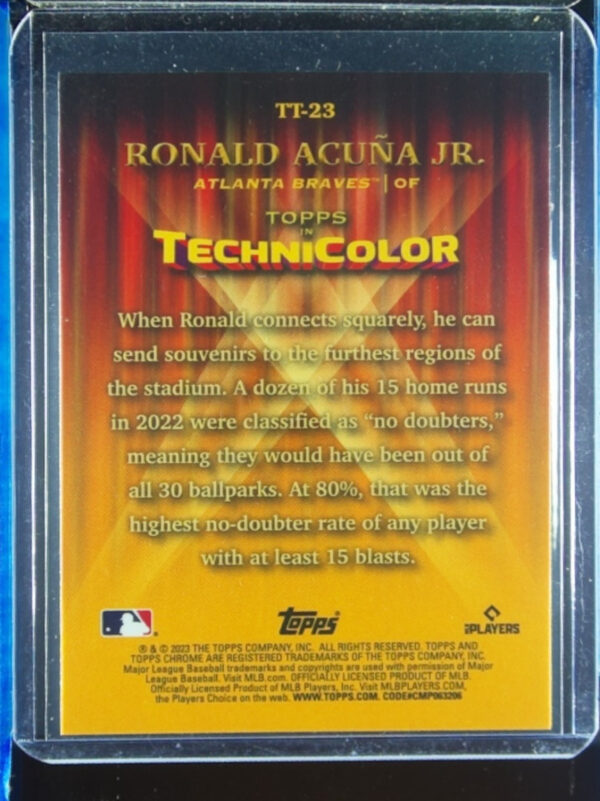 TT-23
RONALD ACUÑA JR.
ATLANTA BRAVES™ | OF
TOPPS
IN
TECHNICOLOR
When Ronald connects squarely, he can
send souvenirs to the furthest regions of
the stadium. A dozen of his 15 home runs
in 2022 were classified as “no doubters,”
meaning they would have been out of
all 30 ballparks. At 80%, that was the
highest no-doubter rate of any player
with at least 15 blasts.
topps®
MLBPLAYERS
® & © 2023 THE TOPPS COMPANY, INC. ALL RIGHTS RESERVED. TOPPS AND
TOPPS CHROME ARE REGISTERED TRADEMARKS OF THE TOPPS COMPANY, INC.
Major League Baseball trademarks and copyrights are used with permission of Major
League Baseball. Visit MLB.com. OFFICIALLY LICENSED PRODUCT OF MLB
Officially Licensed Product of MLB Players, Inc. Visit MLBPLAYERS.COM,
the Players Choice on the web. WWW.TOPPS.COM. CODE#CMP063206